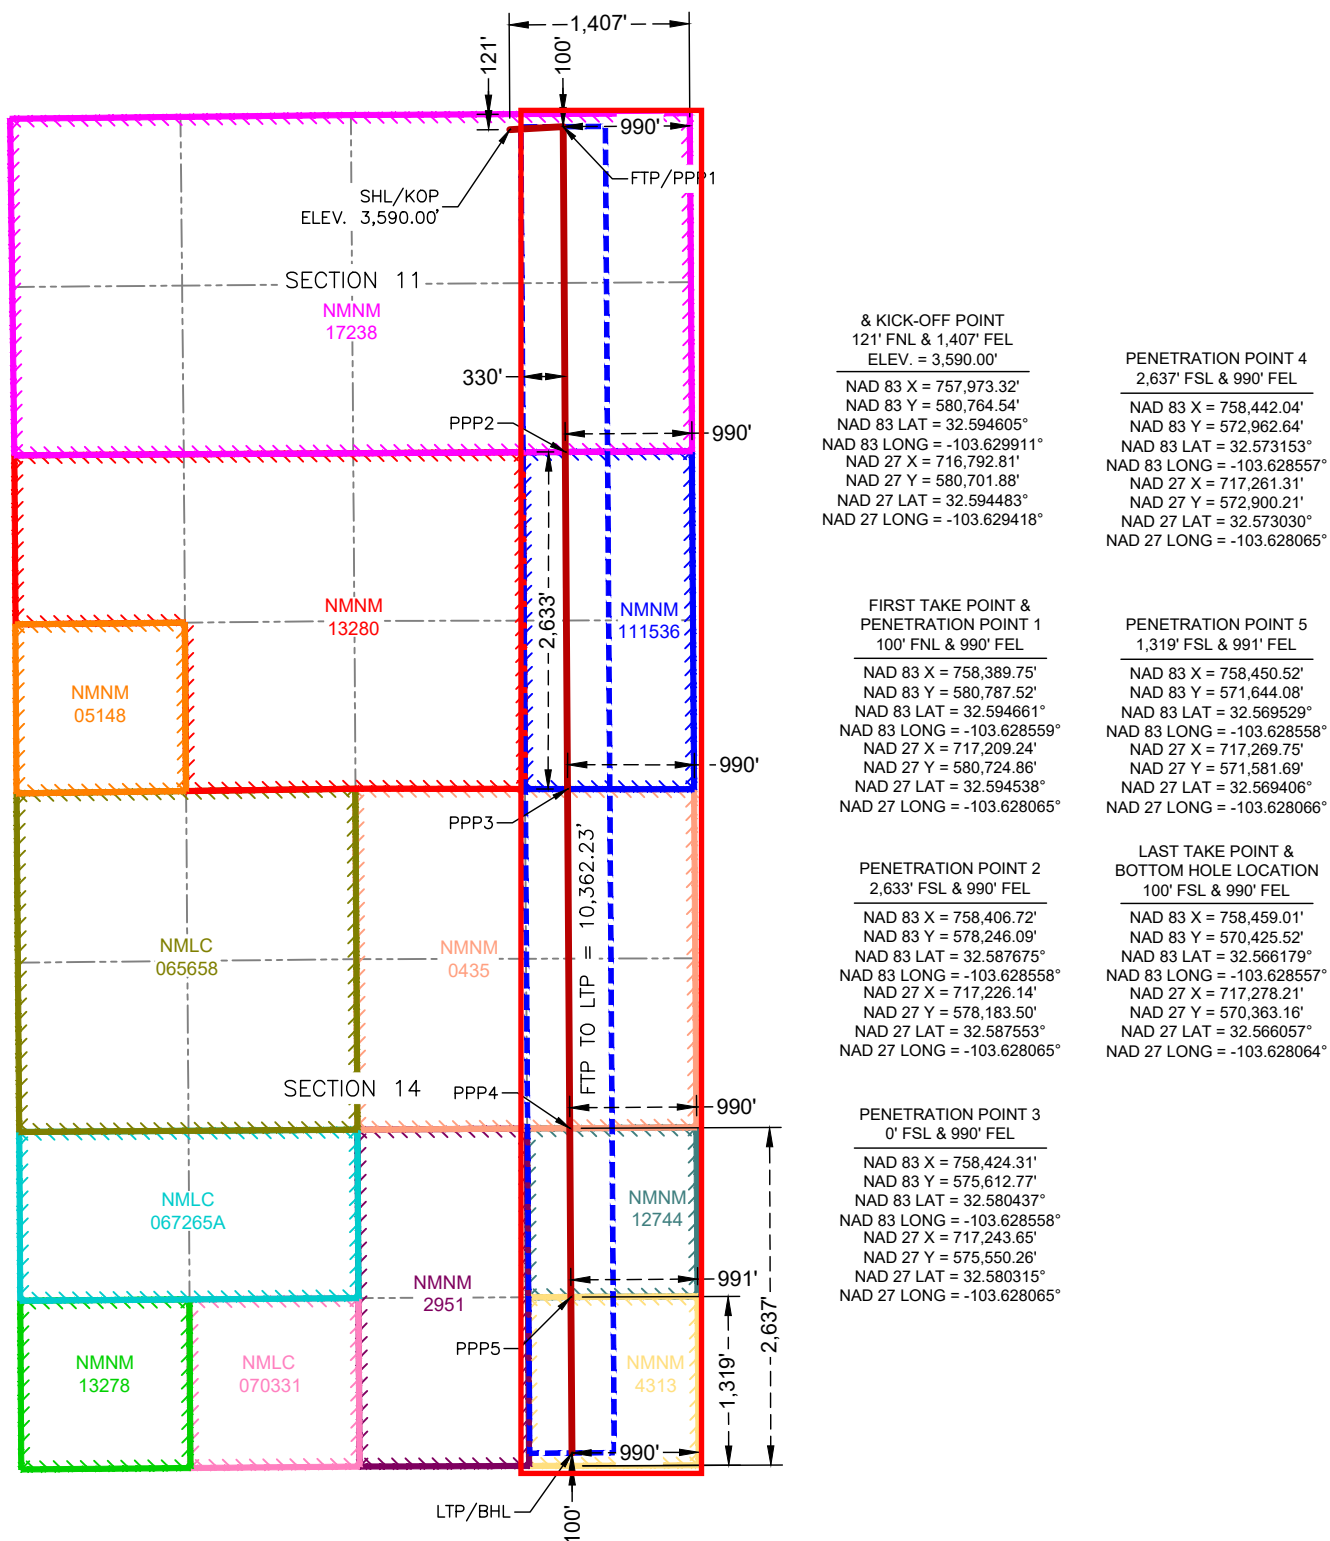 1,407'
121'
100'
990'
FTP/PPP1
SHL/KOP
ELEV. 3,590.00'
SECTION 11
NMNM
17238
330'
PPP2
990'
NMNM
13280
2,633'
NMNM
111536
NMNM
05148
990'
PPP3
FTP TO LTP = 10,362.23'
NMLC
065658
NMNM
0435
SECTION 14
PPP4
990'
NMLC
067265A
NMNM
12744
NMNM
2951
991'
2,637'
PPP5
NMNM
13278
NMLC
070331
NMNM
4313
1,319'
990'
LTP/BHL
100'
& KICK-OFF POINT
121' FNL & 1,407' FEL
ELEV. = 3,590.00'
NAD 83 X = 757,973.32'
NAD 83 Y = 580,764.54'
NAD 83 LAT = 32.594605°
NAD 83 LONG = -103.629911°
NAD 27 X = 716,792.81'
NAD 27 Y = 580,701.88'
NAD 27 LAT = 32.594483°
NAD 27 LONG = -103.629418°
FIRST TAKE POINT &
PENETRATION POINT 1
100' FNL & 990' FEL
NAD 83 X = 758,389.75'
NAD 83 Y = 580,787.52'
NAD 83 LAT = 32.594661°
NAD 83 LONG = -103.628559°
NAD 27 X = 717,209.24'
NAD 27 Y = 580,724.86'
NAD 27 LAT = 32.594538°
NAD 27 LONG = -103.628065°
PENETRATION POINT 2
2,633' FSL & 990' FEL
NAD 83 X = 758,406.72'
NAD 83 Y = 578,246.09'
NAD 83 LAT = 32.587675°
NAD 83 LONG = -103.628558°
NAD 27 X = 717,226.14'
NAD 27 Y = 578,183.50'
NAD 27 LAT = 32.587553°
NAD 27 LONG = -103.628065°
PENETRATION POINT 3
0' FSL & 990' FEL
NAD 83 X = 758,424.31'
NAD 83 Y = 575,612.77'
NAD 83 LAT = 32.580437°
NAD 83 LONG = -103.628558°
NAD 27 X = 717,243.65'
NAD 27 Y = 575,550.26'
NAD 27 LAT = 32.580315°
NAD 27 LONG = -103.628065°
PENETRATION POINT 4
2,637' FSL & 990' FEL
NAD 83 X = 758,442.04'
NAD 83 Y = 572,962.64'
NAD 83 LAT = 32.573153°
NAD 83 LONG = -103.628557°
NAD 27 X = 717,261.31'
NAD 27 Y = 572,900.21'
NAD 27 LAT = 32.573030°
NAD 27 LONG = -103.628065°
PENETRATION POINT 5
1,319' FSL & 991' FEL
NAD 83 X = 758,450.52'
NAD 83 Y = 571,644.08'
NAD 83 LAT = 32.569529°
NAD 83 LONG = -103.628558°
NAD 27 X = 717,269.75'
NAD 27 Y = 571,581.69'
NAD 27 LAT = 32.569406°
NAD 27 LONG = -103.628066°
LAST TAKE POINT &
BOTTOM HOLE LOCATION
100' FSL & 990' FEL
NAD 83 X = 758,459.01'
NAD 83 Y = 570,425.52'
NAD 83 LAT = 32.566179°
NAD 83 LONG = -103.628557°
NAD 27 X = 717,278.21'
NAD 27 Y = 570,363.16'
NAD 27 LAT = 32.566057°
NAD 27 LONG = -103.628064°